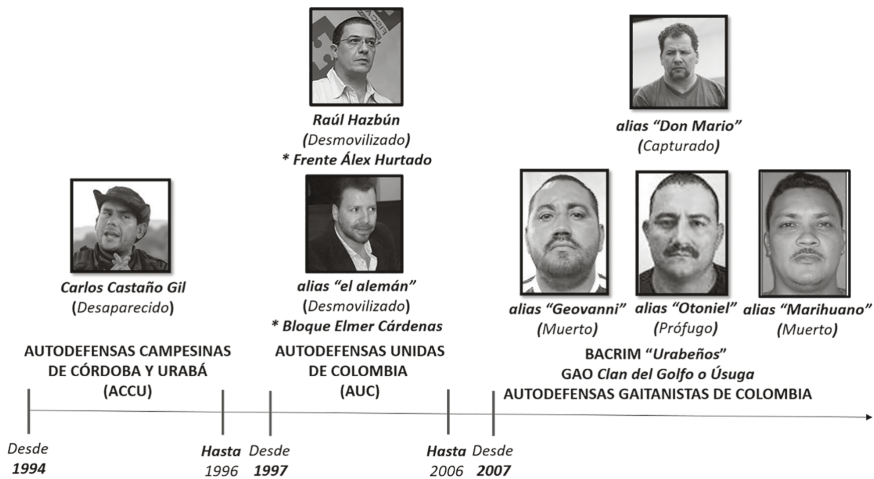 Raúl Hazbún
(Desmovilizado)
* Frente Álex Hurtado
alias “Don Mario”
(Capturado)
Carlos Castaño Gil
(Desaparecido)
alias “el alemán”
(Desmovilizado)
* Bloque Elmer Cárdenas
alias “Geovanni”
(Muerto)
alias “Otoniel”
(Prófugo)
alias “Marihuano”
(Muerto)
AUTODEFENSAS CAMPESINAS
DE CÓRDOBA Y URABÁ
(ACCU)
AUTODEFENSAS UNIDAS
DE COLOMBIA
(AUC)
BACRIM “Urabeños”
GAO Clan del Golfo o Úsuga
AUTODEFENSAS GAITANISTAS DE COLOMBIA
Desde
1994
Hasta
1996
Desde
1997
Hasta
2006
Desde
2007